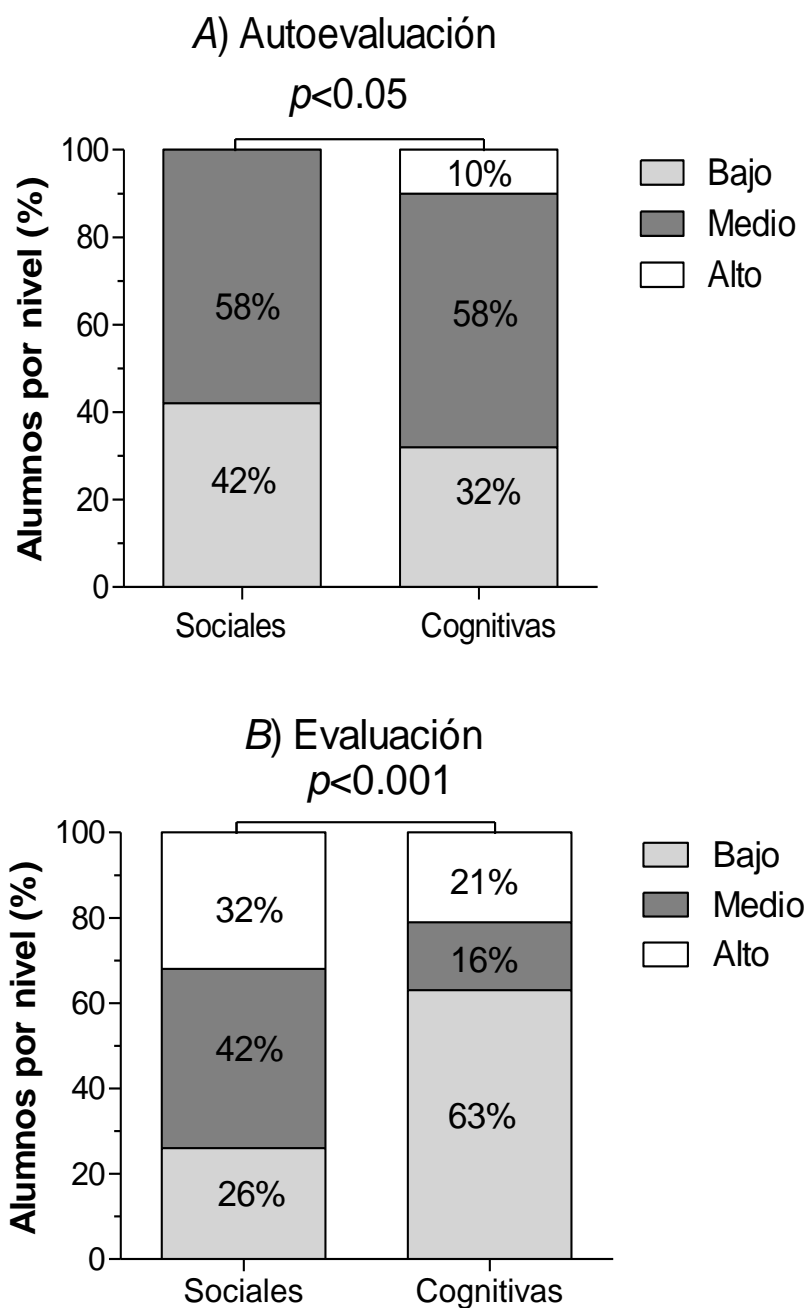 A) Autoevaluación
p<0.05
Alumnos por nivel (%)
100
80
60
40
20
0
10%
58%
58%
42%
32%
Sociales
Cognitivas
Bajo
Medio
Alto
B) Evaluación
p<0.001
Alumnos por nivel (%)
100
80
60
40
20
0
32%
21%
42%
16%
26%
63%
Sociales
Cognitivas
Bajo
Medio
Alto